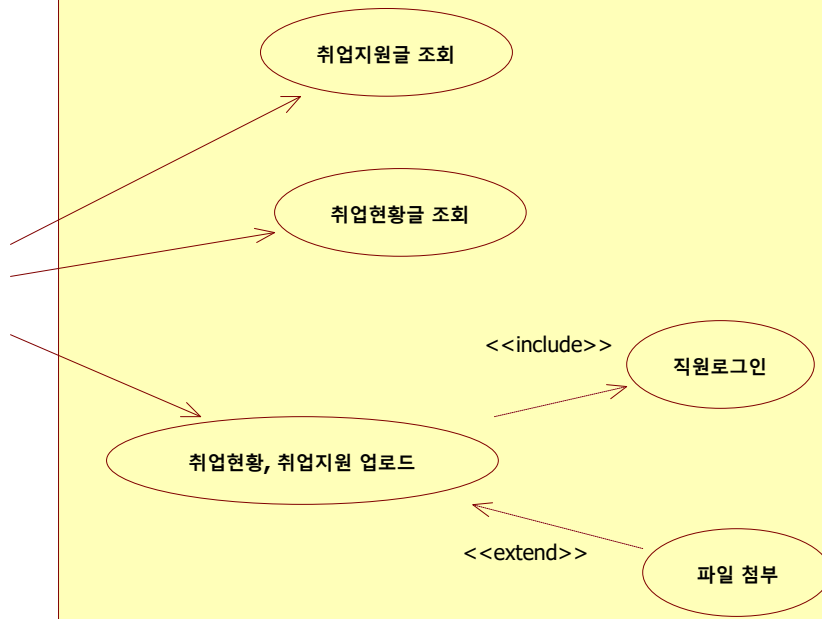 취업지원글 조회
취업현황글 조회
<<include>>
직원로그인
취업현황, 취업지원 업로드
<<extend>>
파일 첨부